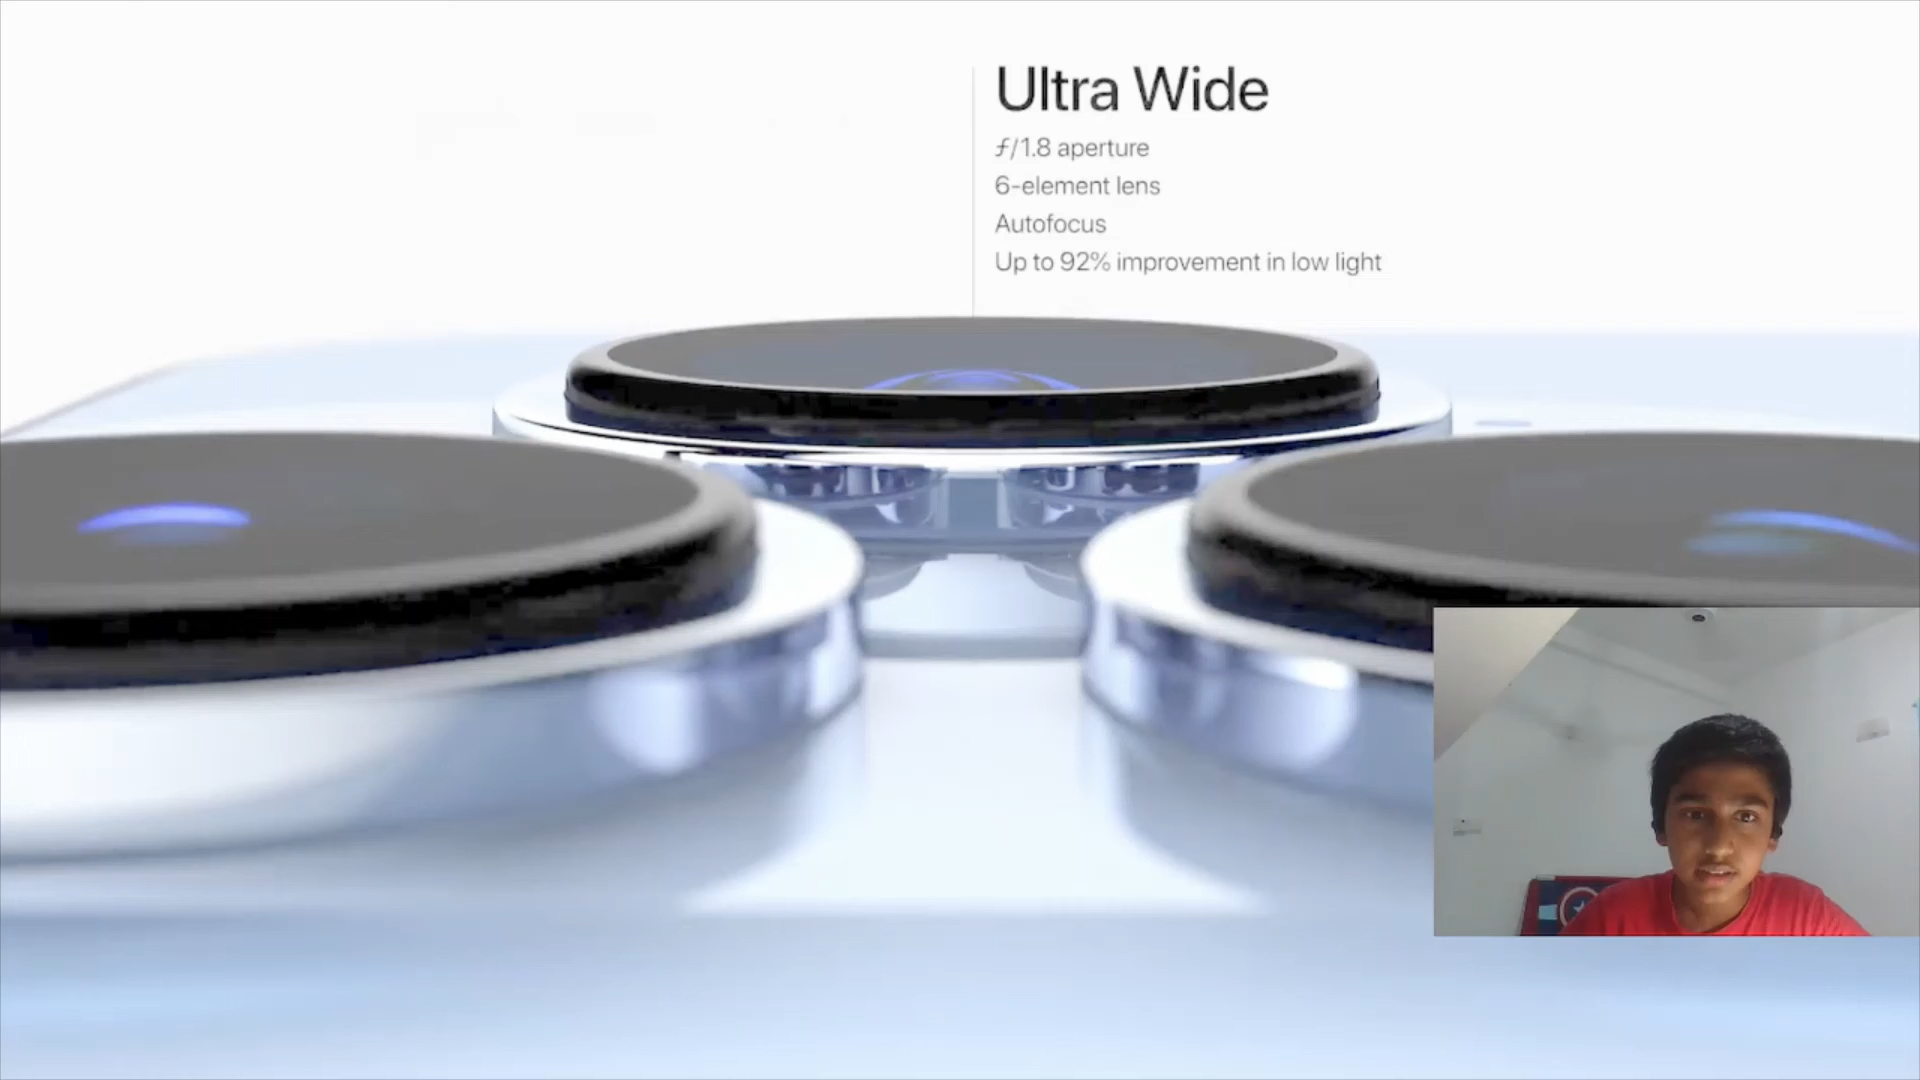 Ultra Wide
ƒ/1.8 aperture
6-element lens
Autofocus
Up to 92% improvement in low light